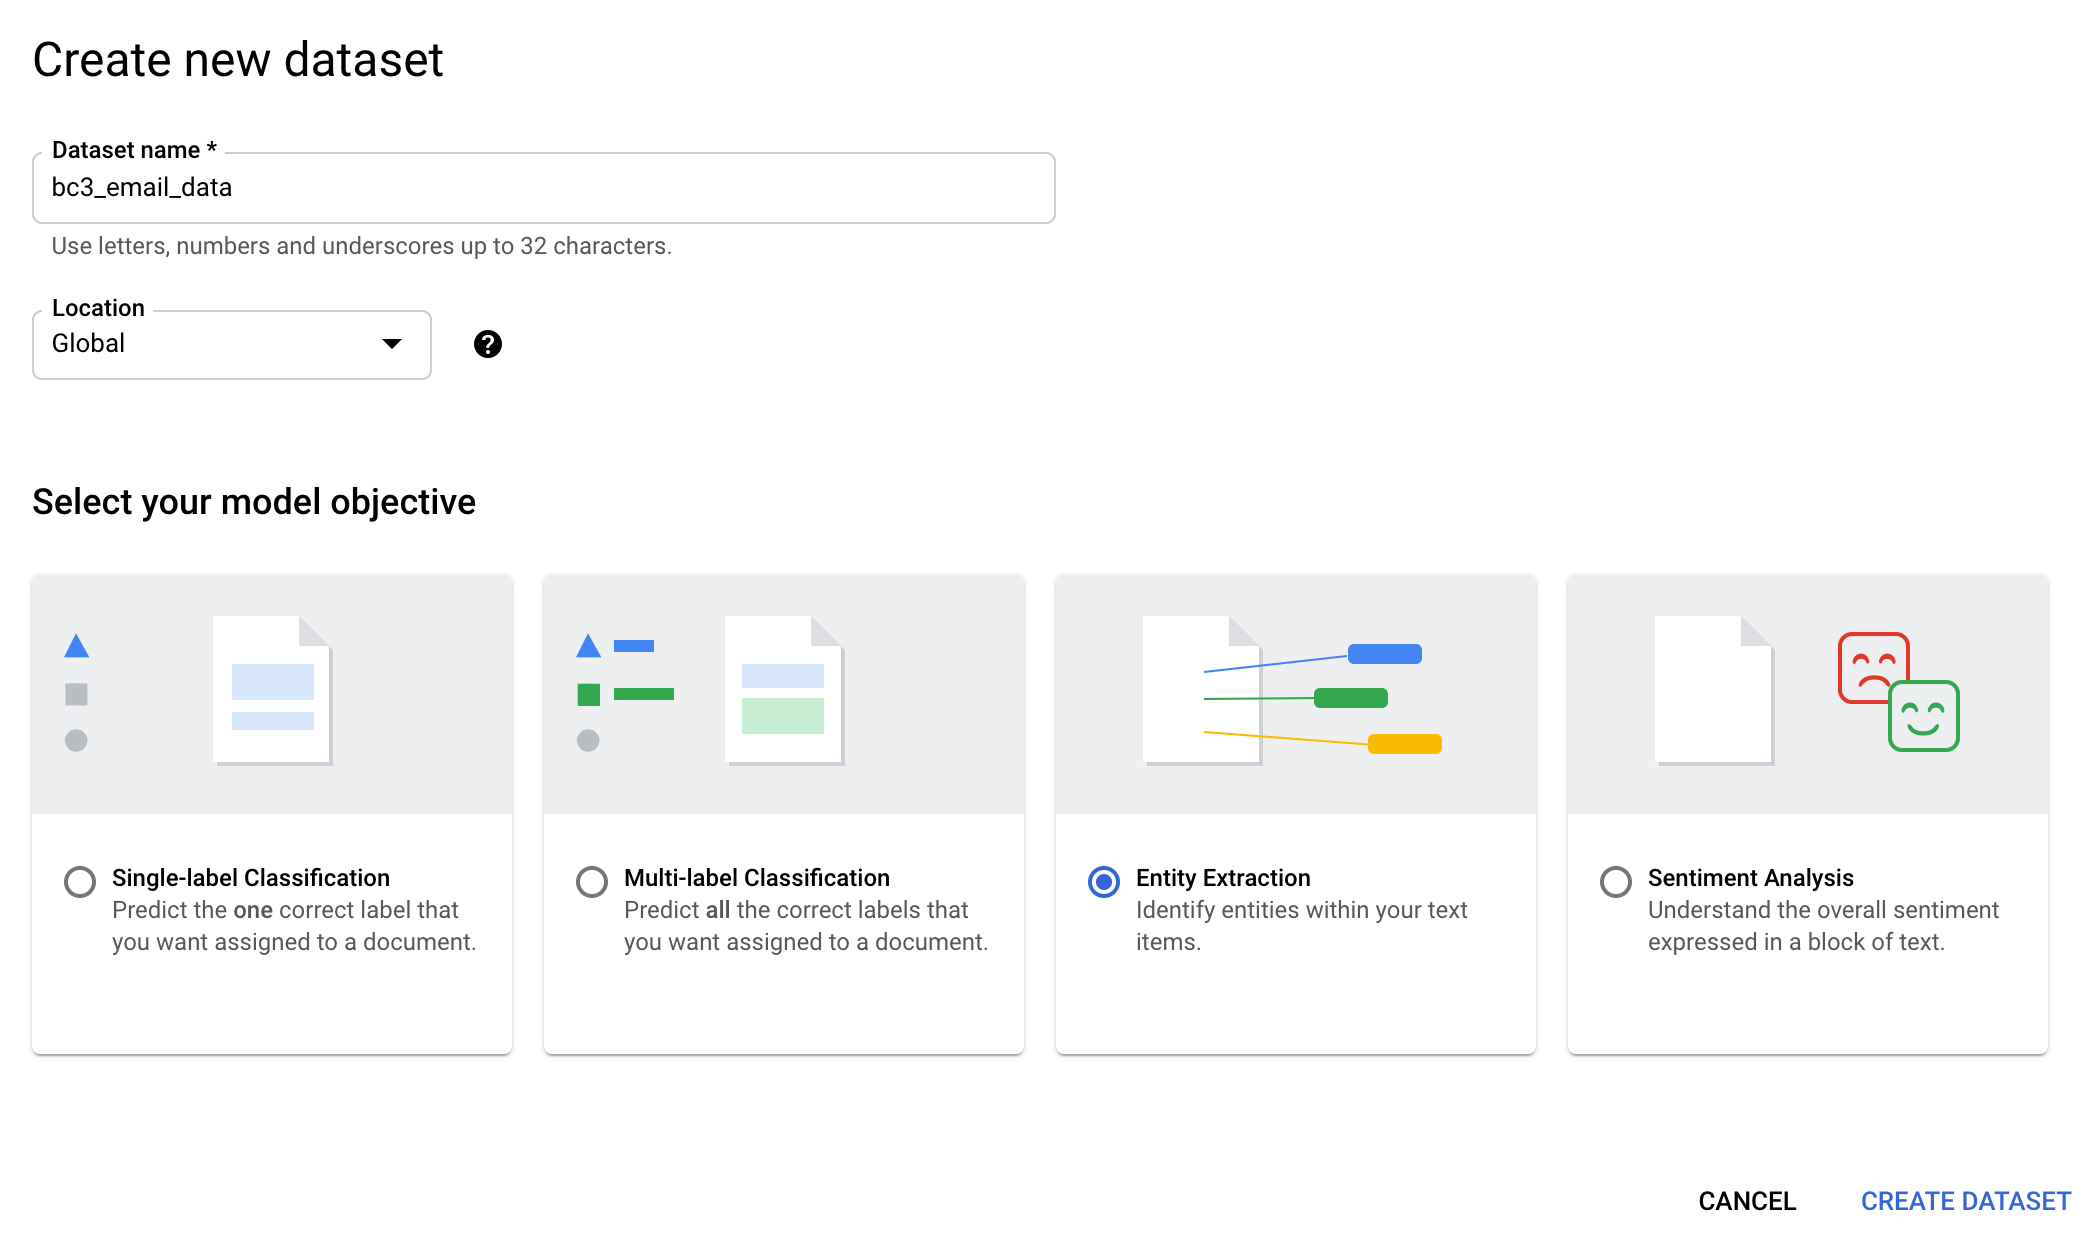 Create new dataset
Dataset name *
bc3_email_data
Use letters, numbers and underscores up to 32 characters.
Location
Global
?
Select your model objective
Single-label Classification
Predict the one correct label that
you want assigned to a document.
Multi-label Classification
Predict all the correct labels that
you want assigned to a document.
Entity Extraction
Identify entities within your text
items.
Sentiment Analysis
Understand the overall sentiment
expressed in a block of text.
CANCEL
CREATE DATASET